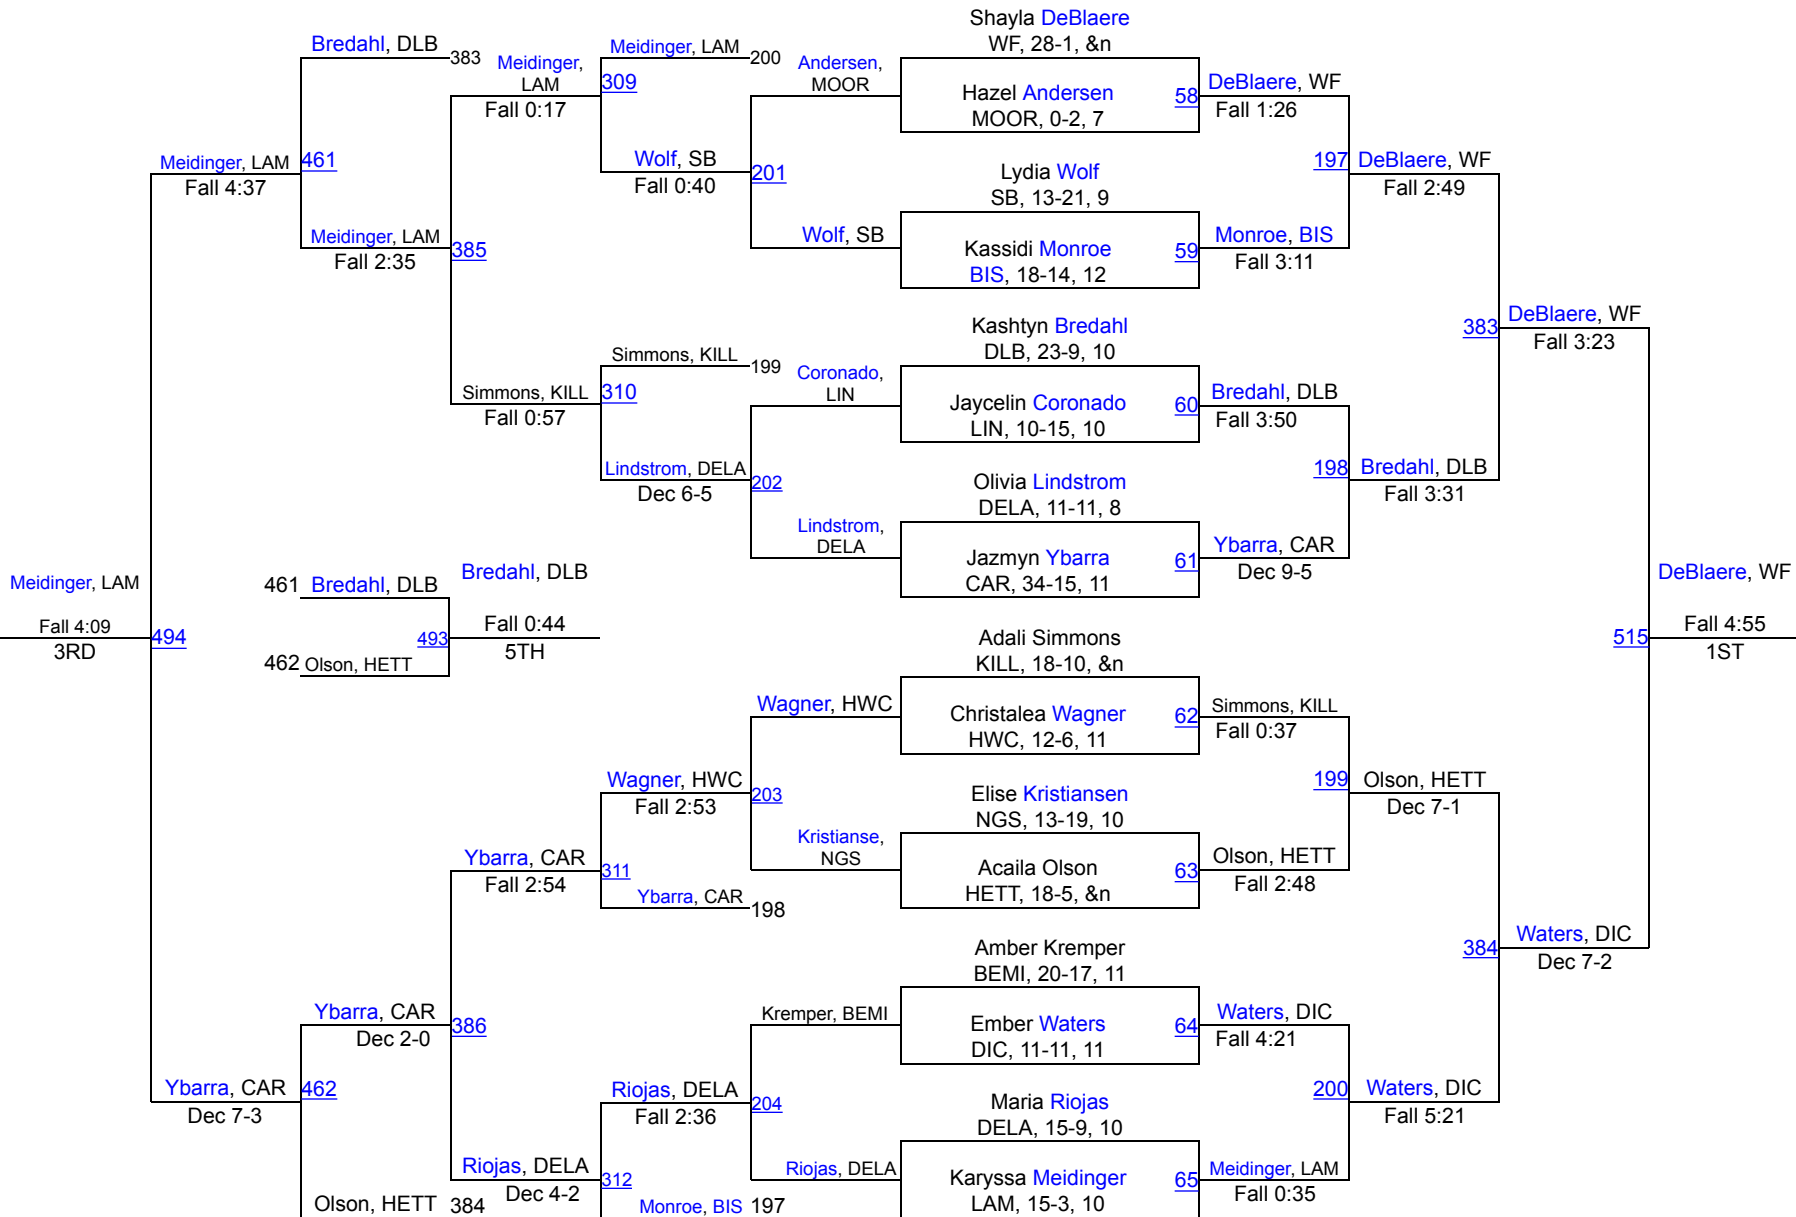 Shayla DeBlaere
WF, 28-1, &n
Bredahl, DLB
383
Meidinger, LAM
200
Meidinger,
LAM
309
Fall 0:17
Andersen,
MOOR
Hazel Andersen
MOOR, 0-2, 7
58
DeBlaere, WF
Fall 1:26
Meidinger, LAM
Fall 4:37
461
Wolf, SB
Fall 0:40
201
Lydia Wolf
SB, 13-21, 9
197
DeBlaere, WF
Fall 2:49
Meidinger, LAM
Fall 2:35
385
Wolf, SB
Kassidi Monroe
BIS, 18-14, 12
59
Monroe, BIS
Fall 3:11
Kashtyn Bredahl
DLB, 23-9, 10
383
DeBlaere, WF
Fall 3:23
Simmons, KILL
199
Simmons, KILL
Fall 0:57
310
Coronado,
LIN
Jaycelin Coronado
LIN, 10-15, 10
60
Bredahl, DLB
Fall 3:50
Lindstrom, DELA
Dec 6-5
202
Olivia Lindstrom
DELA, 11-11, 8
198
Bredahl, DLB
Fall 3:31
Lindstrom,
DELA
Jazmyn Ybarra
CAR, 34-15, 11
61
Ybarra, CAR
Dec 9-5
Meidinger, LAM
Fall 4:09
3RD
494
461
Bredahl, DLB
Bredahl, DLB
493
Fall 0:44
5TH
462
Olson, HETT
DeBlaere, WF
515
Fall 4:55
1ST
Adali Simmons
KILL, 18-10, &n
Wagner, HWC
Christalea Wagner
HWC, 12-6, 11
62
Simmons, KILL
Fall 0:37
Wagner, HWC
Fall 2:53
203
Elise Kristiansen
NGS, 13-19, 10
199
Olson, HETT
Dec 7-1
Ybarra, CAR
Fall 2:54
311
Kristianse,
NGS
Acaila Olson
HETT, 18-5, &n
63
Olson, HETT
Fall 2:48
Ybarra, CAR
198
Amber Kremper
BEMI, 20-17, 11
384
Waters, DIC
Dec 7-2
Ybarra, CAR
Dec 2-0
386
Kremper, BEMI
Ember Waters
DIC, 11-11, 11
64
Waters, DIC
Fall 4:21
Ybarra, CAR
Dec 7-3
462
Riojas, DELA
Fall 2:36
204
Maria Riojas
DELA, 15-9, 10
200
Waters, DIC
Fall 5:21
Riojas, DELA
Dec 4-2
312
Riojas, DELA
Karyssa Meidinger
LAM, 15-3, 10
65
Meidinger, LAM
Fall 0:35
Olson, HETT
384
Monroe, BIS
197